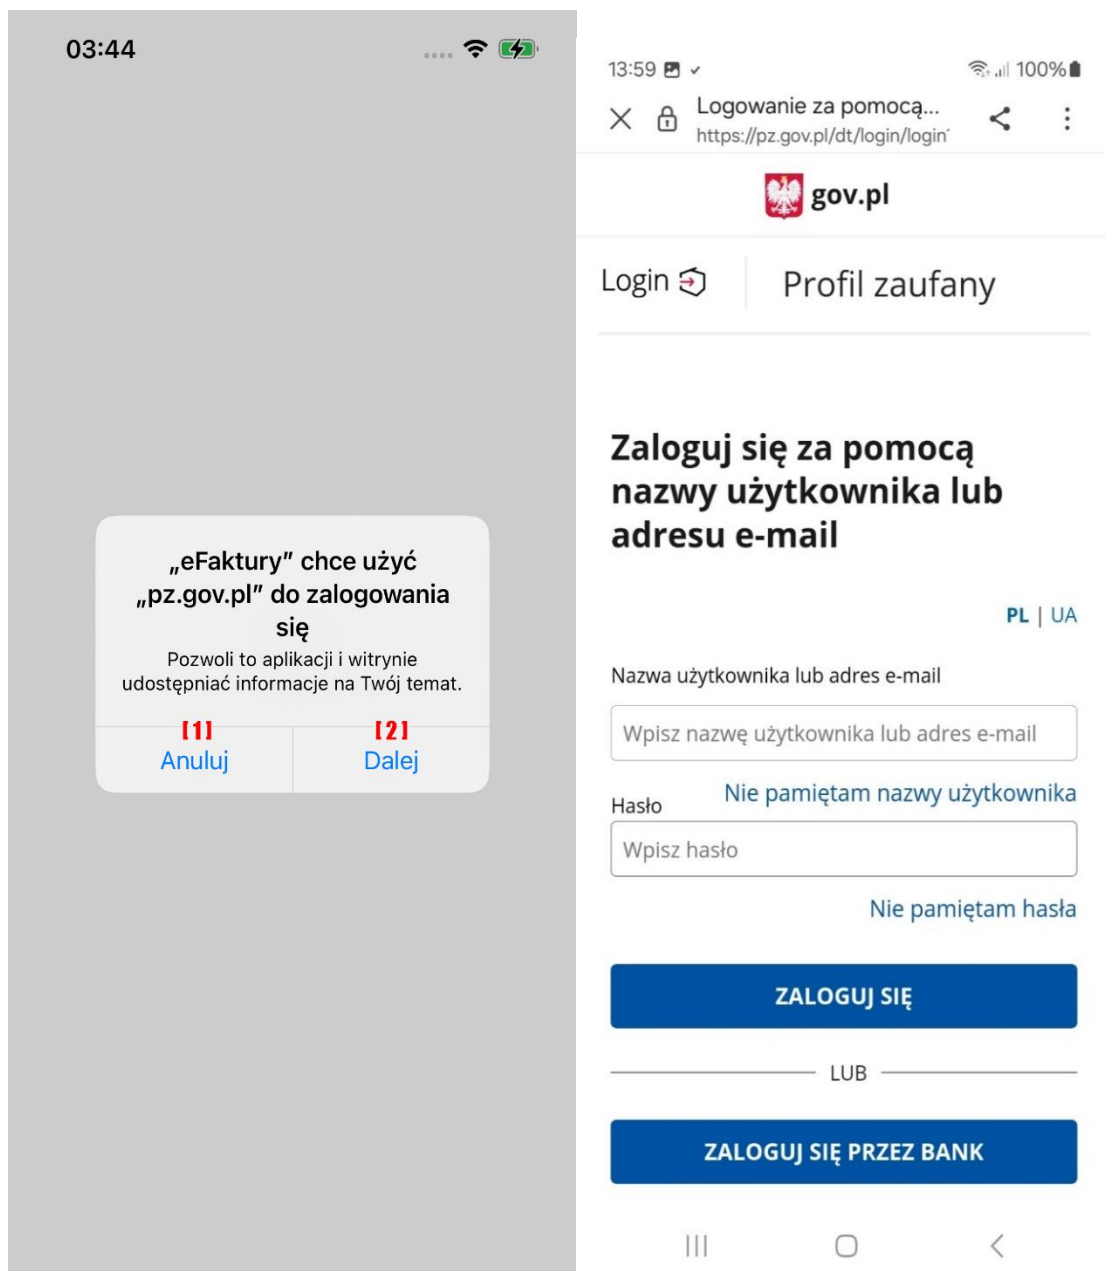 03:44
„eFaktury” chce użyć
„pz.gov.pl” do zalogowania
się
Pozwoli to aplikacji i witrynie
udostępniać informacje na Twój temat.
[1]
Anuluj
[2]
Dalej
13:59
100%
Logowanie za pomocą...
https://pz.gov.pl/dt/login/login
gov.pl
Login
Profil zaufany
Zaloguj się za pomocą
nazwy użytkownika lub
adresu e-mail
PL | UA
Nazwa użytkownika lub adres e-mail
Wpisz nazwę użytkownika lub adres e-mail
Nie pamiętam nazwy użytkownika
Hasło
Wpisz hasło
Nie pamiętam hasła
ZALOGUJ SIĘ
LUB
ZALOGUJ SIĘ PRZEZ BANK